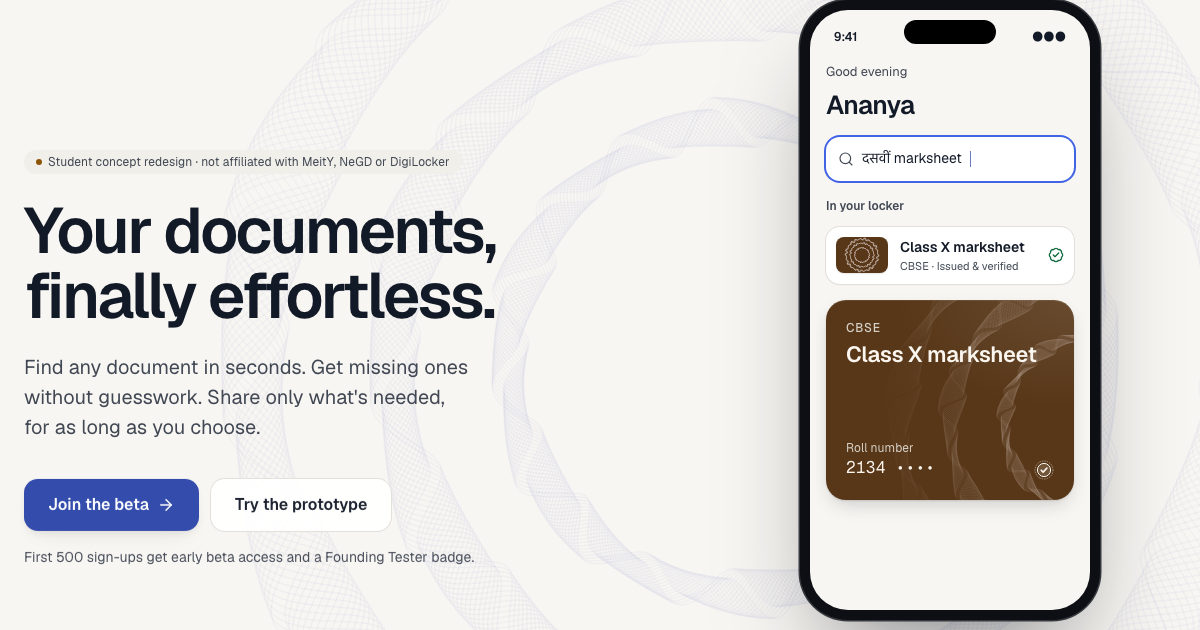 Student concept redesign · not affiliated with MeitY, NeGD or DigiLocker
Your documents,
finally effortless.
Find any document in seconds. Get missing ones
without guesswork. Share only what's needed,
for as long as you choose.
Join the beta →
Try the prototype
First 500 sign-ups get early beta access and a Founding Tester badge.
9:41
Good evening
Ananya
दसवीं marksheet
In your locker
Class X marksheet
CBSE · Issued & verified
CBSE
Class X marksheet
Roll number
2134 ••••